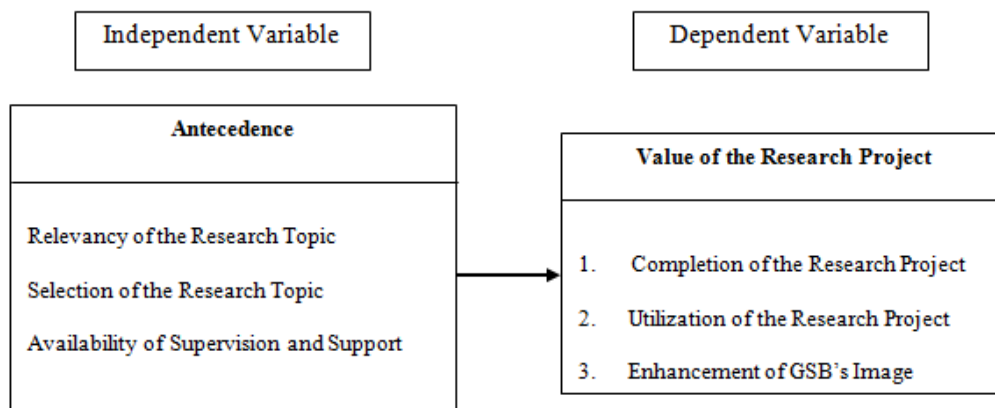 Independent Variable
Dependent Variable
Antecedence
Relevancy of the Research Topic
Selection of the Research Topic
Availability of Supervision and Support
Value of the Research Project
1. Completion of the Research Project
2. Utilization of the Research Project
3. Enhancement of GSB's Image